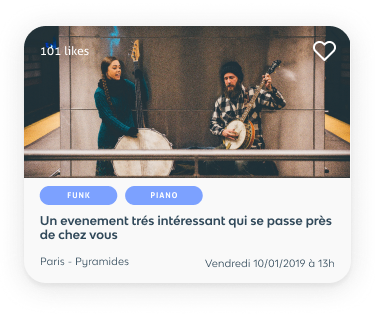 101 likes
FUNK
PIANO
Un evenement trés intéressant qui se passe près
de chez vous
Paris - Pyramides
Vendredi 10/01/2019 à 13h